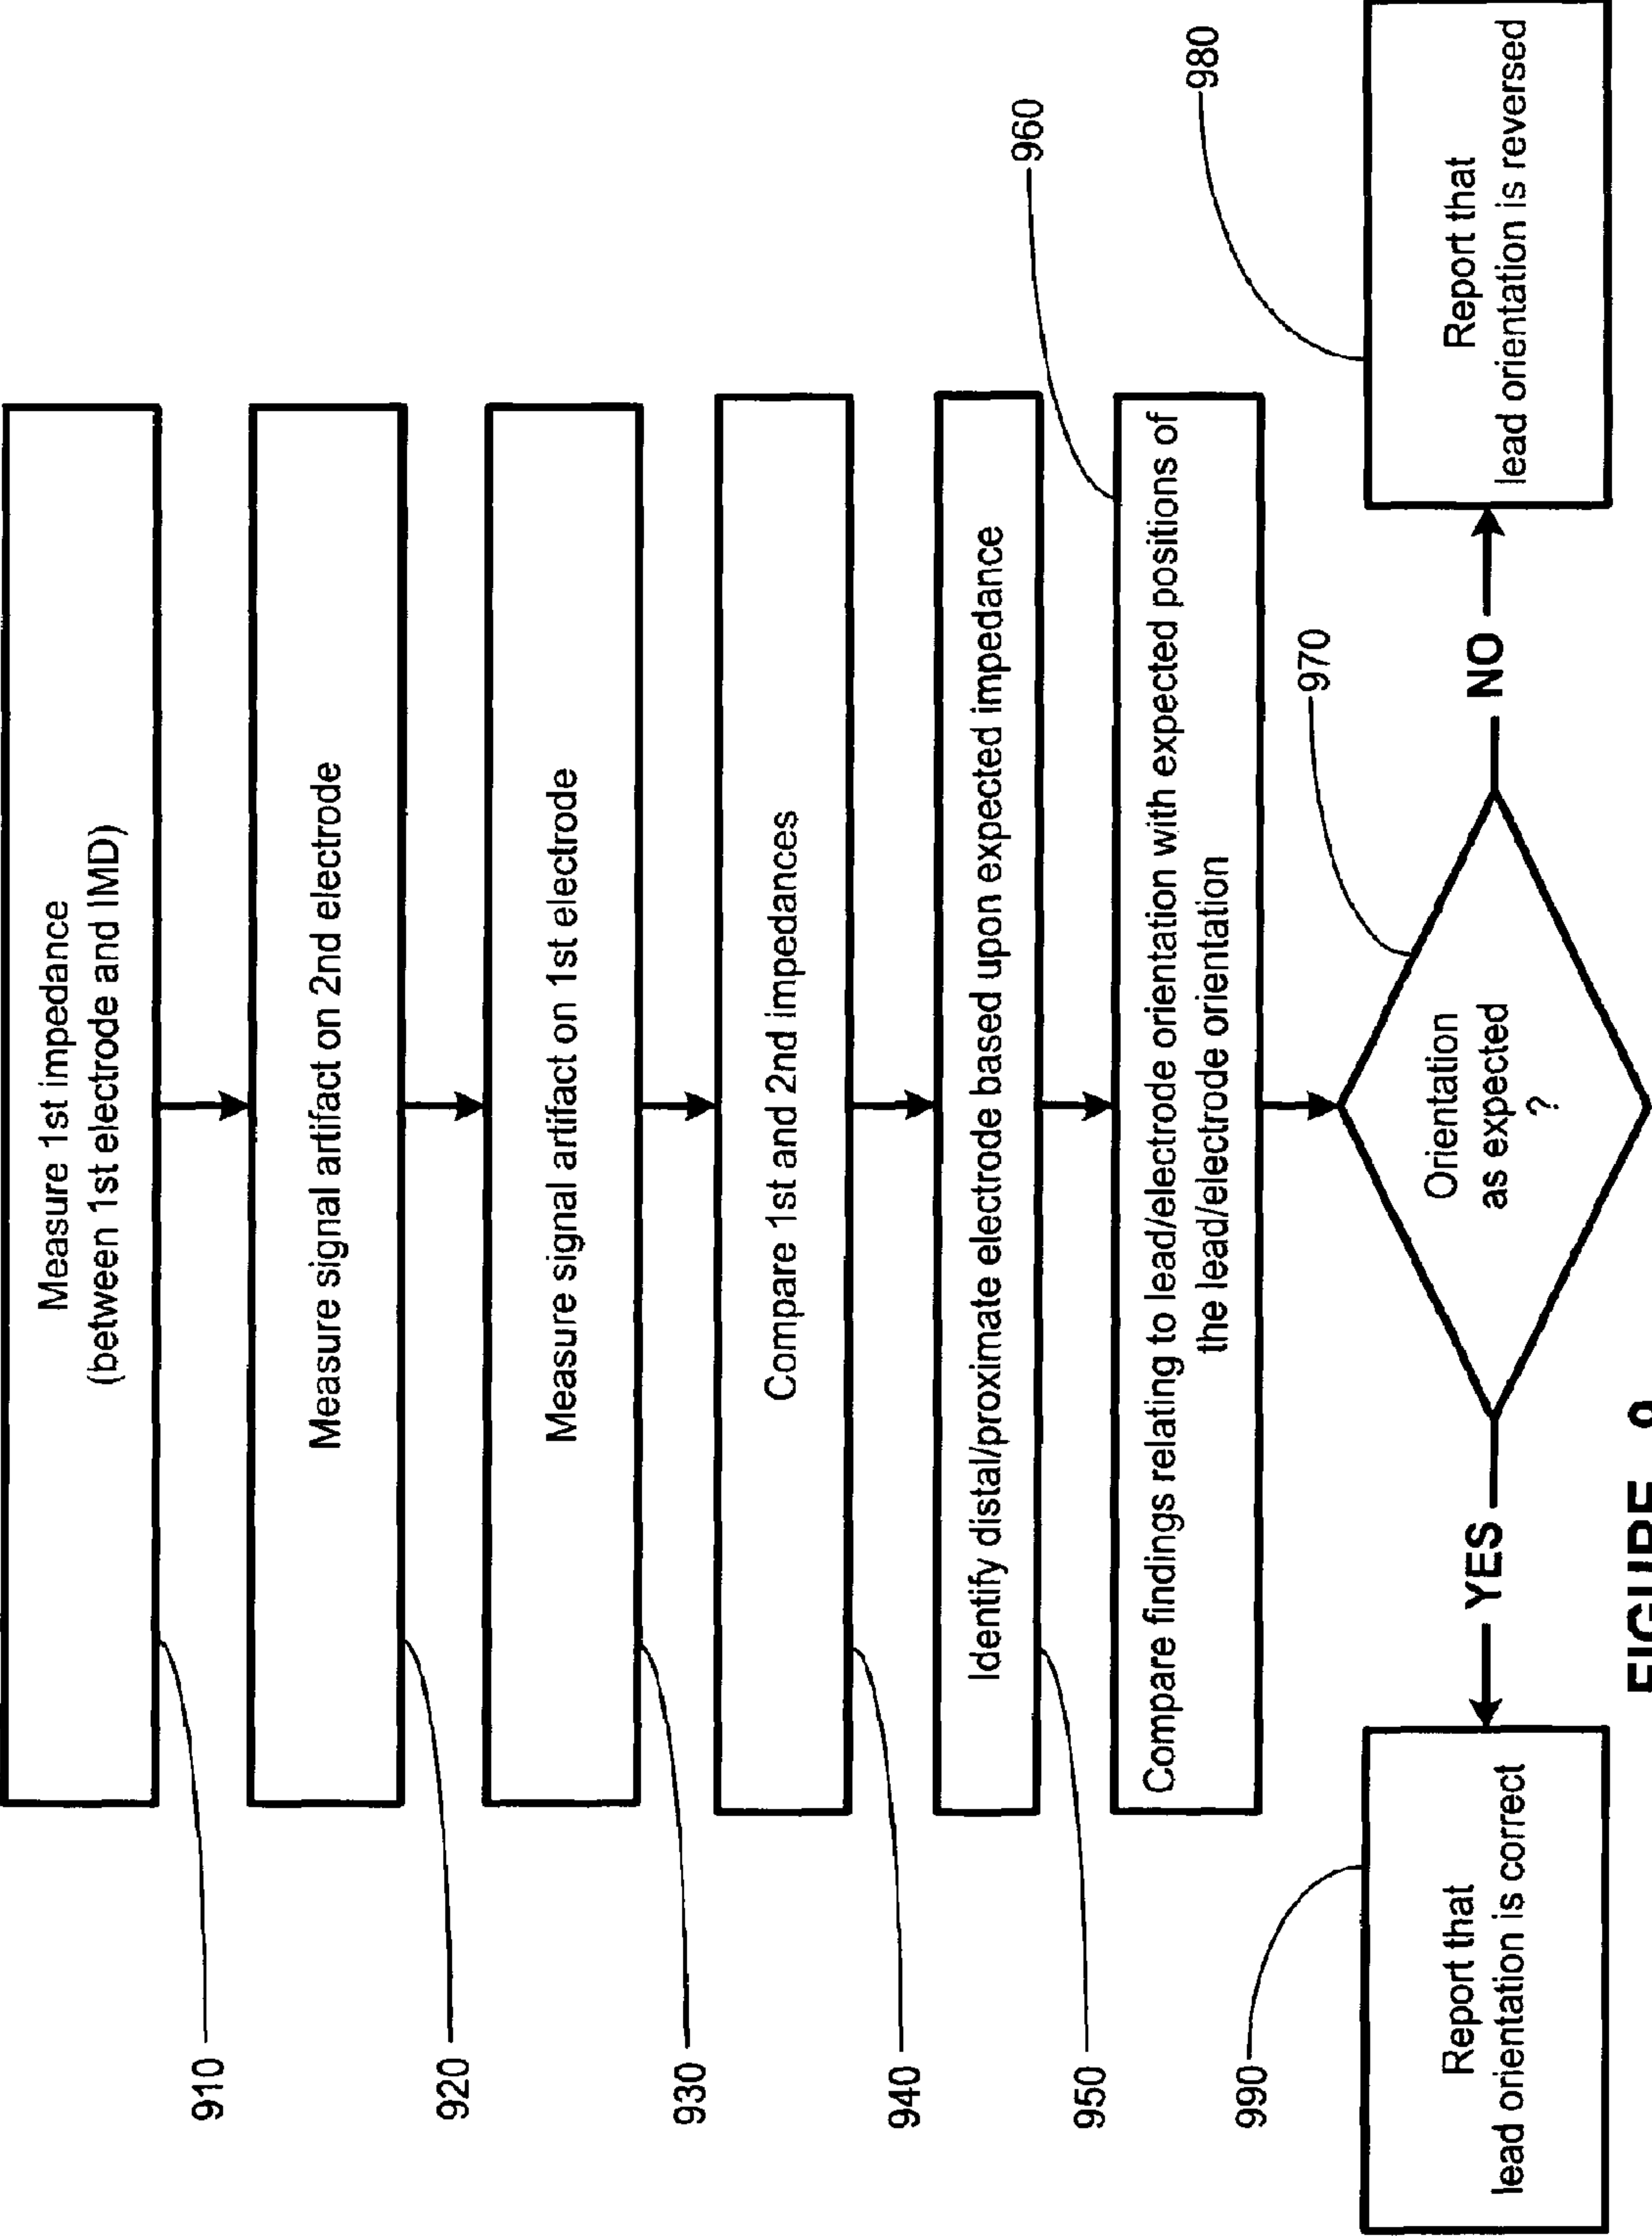 Measure 1st impedance
(between 1st electrode and IMD)
910
Measure signal artifact on 2nd electrode
920
Measure signal artifact on 1st electrode
930
Compare 1st and 2nd impedances
940
Identify distal/proximate electrode based upon expected impedance
950
Compare findings relating to lead/electrode orientation with expected positions of
the lead/electrode orientation
960
Orientation
as expected
?
970
YES
NO
Report that
lead orientation is correct
990
Report that
lead orientation is reversed
980
FIGURE 9